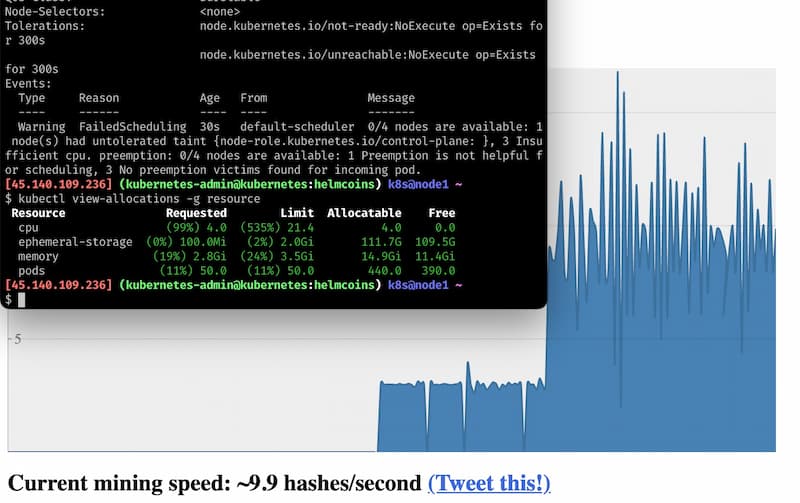 Node-Selectors:              <none>
Tolerations:                 node.kubernetes.io/not-ready:NoExecute op=Exists fo
r 300s
                             node.kubernetes.io/unreachable:NoExecute op=Exists
for 300s
Events:
  Type     Reason            Age   From               Message
  ----     ------            ----  ----               -------
  Warning  FailedScheduling  30s   default-scheduler  0/4 nodes are available: 1
 node(s) had untolerated taint {node-role.kubernetes.io/control-plane: }, 3 Insu
fficient cpu. preemption: 0/4 nodes are available: 1 Preemption is not helpful f
or scheduling, 3 No preemption victims found for incoming pod.
[45.140.109.236] (kubernetes-admin@kubernetes:helmcoins) k8s@node1 ~
$ kubectl view-allocations -g resource
 Resource              Requested          Limit  Allocatable     Free
  cpu                  (99%) 4.0    (535%) 21.4          4.0      0.0
  ephemeral-storage  (0%) 100.0Mi    (2%) 2.0Gi       111.7G   109.5G
  memory             (19%) 2.8Gi    (24%) 3.5Gi       14.9Gi   11.4Gi
  pods                (11%) 50.0     (11%) 50.0        440.0    390.0
[45.140.109.236] (kubernetes-admin@kubernetes:helmcoins) k8s@node1 ~
$
5
Current mining speed: ~9.9 hashes/second (Tweet this!)